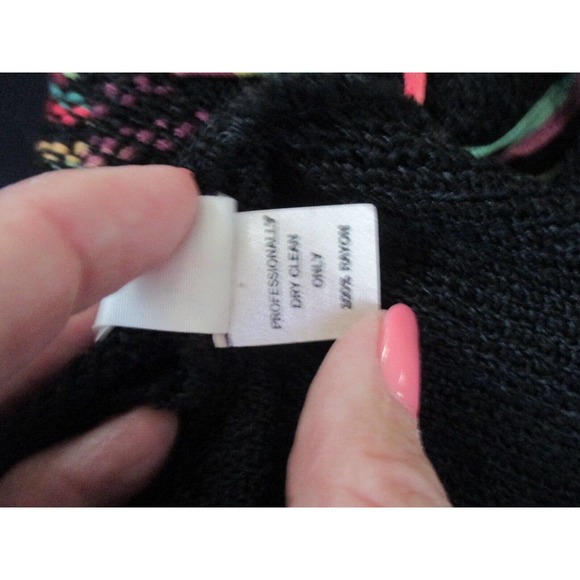 PROFESSIONALLY
DRY CLEAN
ONLY
100% RAYON